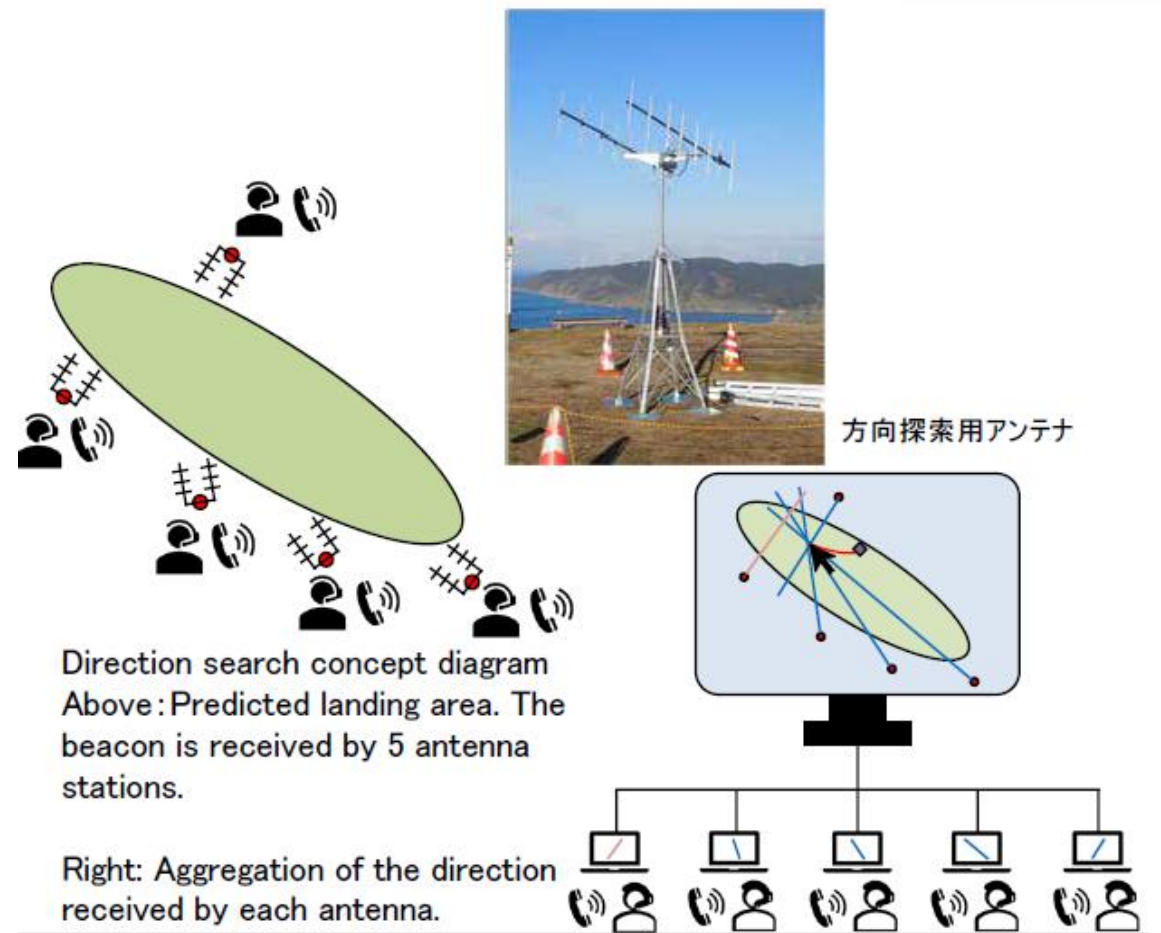 方向探索用アンテナ
Direction search concept diagram
Above：Predicted landing area. The
beacon is received by 5 antenna
stations.
Right: Aggregation of the direction
received by each antenna.